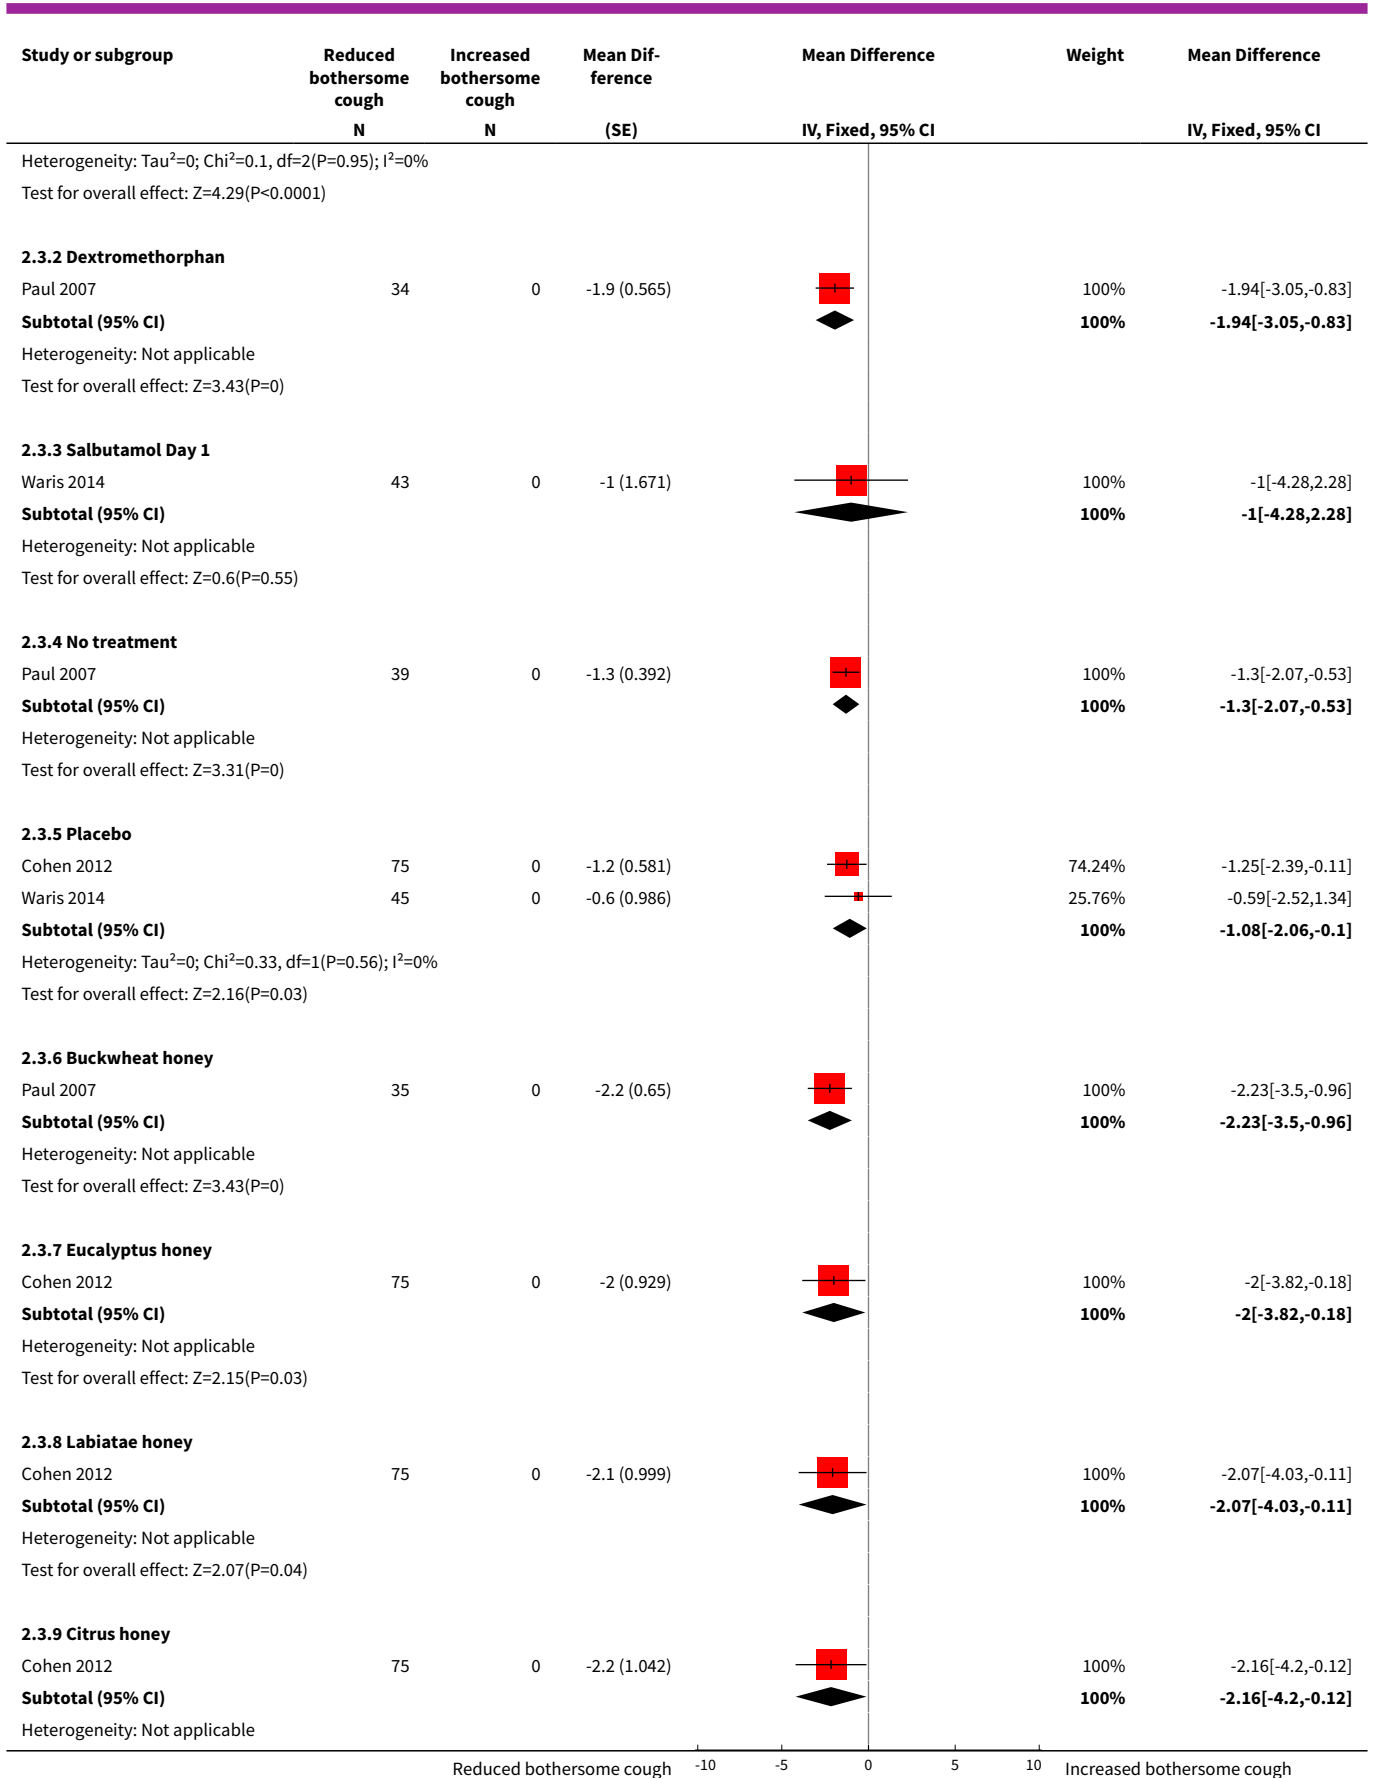 Study or subgroup Reduced bothersome cough Increased bothersome cough Mean Dif-ference Mean Difference Weight Mean Difference
N N (SE) IV, Fixed, 95% CI IV, Fixed, 95% CI
Heterogeneity: Tau²=0; Chi²=0.1, df=2(P=0.95); I²=0%
Test for overall effect: Z=4.29(P<0.0001)
2.3.2 Dextromethorphan
Paul 2007 34 0 -1.9 (0.565) 100% -1.94[-3.05,-0.83]
Subtotal (95% CI) 100% -1.94[-3.05,-0.83]
Heterogeneity: Not applicable
Test for overall effect: Z=3.43(P=0)
2.3.3 Salbutamol Day 1
Waris 2014 43 0 -1 (1.671) 100% -1[-4.28,2.28]
Subtotal (95% CI) 100% -1[-4.28,2.28]
Heterogeneity: Not applicable
Test for overall effect: Z=0.6(P=0.55)
2.3.4 No treatment
Paul 2007 39 0 -1.3 (0.392) 100% -1.3[-2.07,-0.53]
Subtotal (95% CI) 100% -1.3[-2.07,-0.53]
Heterogeneity: Not applicable
Test for overall effect: Z=3.31(P=0)
2.3.5 Placebo
Cohen 2012 75 0 -1.2 (0.581) 74.24% -1.25[-2.39,-0.11]
Waris 2014 45 0 -0.6 (0.986) 25.76% -0.59[-2.52,1.34]
Subtotal (95% CI) 100% -1.08[-2.06,-0.1]
Heterogeneity: Tau²=0; Chi²=0.33, df=1(P=0.56); I²=0%
Test for overall effect: Z=2.16(P=0.03)
2.3.6 Buckwheat honey
Paul 2007 35 0 -2.2 (0.65) 100% -2.23[-3.5,-0.96]
Subtotal (95% CI) 100% -2.23[-3.5,-0.96]
Heterogeneity: Not applicable
Test for overall effect: Z=3.43(P=0)
2.3.7 Eucalyptus honey
Cohen 2012 75 0 -2 (0.929) 100% -2[-3.82,-0.18]
Subtotal (95% CI) 100% -2[-3.82,-0.18]
Heterogeneity: Not applicable
Test for overall effect: Z=2.15(P=0.03)
2.3.8 Labiatae honey
Cohen 2012 75 0 -2.1 (0.999) 100% -2.07[-4.03,-0.11]
Subtotal (95% CI) 100% -2.07[-4.03,-0.11]
Heterogeneity: Not applicable
Test for overall effect: Z=2.07(P=0.04)
2.3.9 Citrus honey
Cohen 2012 75 0 -2.2 (1.042) 100% -2.16[-4.2,-0.12]
Subtotal (95% CI) 100% -2.16[-4.2,-0.12]
Heterogeneity: Not applicable
Reduced bothersome cough -10 -5 0 5 10 Increased bothersome cough